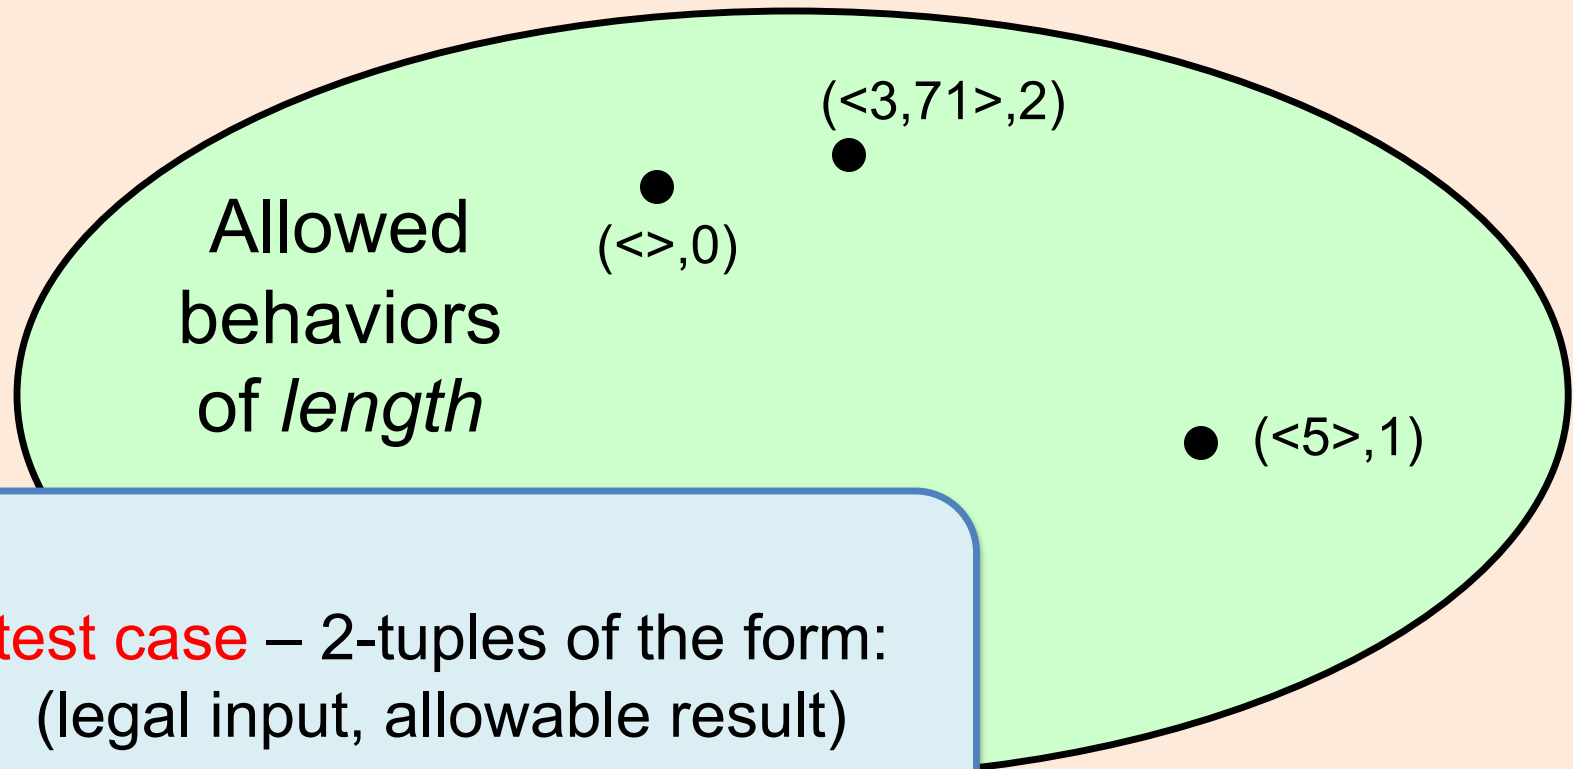 (<3,71>,2)
Allowed
behaviors
of length
(<>,0)
(<5>,1)
test case – 2-tuples of the form:
(legal input, allowable result)